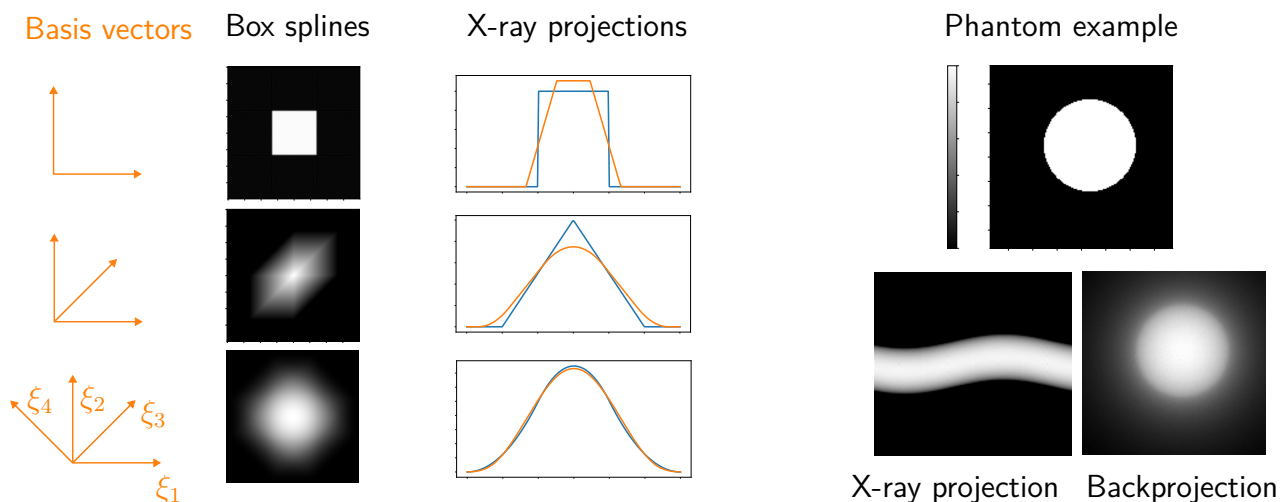 Basis vectors
Box splines
X-ray projections
Phantom example
ξ₄
ξ₂
ξ₃
ξ₁
X-ray projection
Backprojection